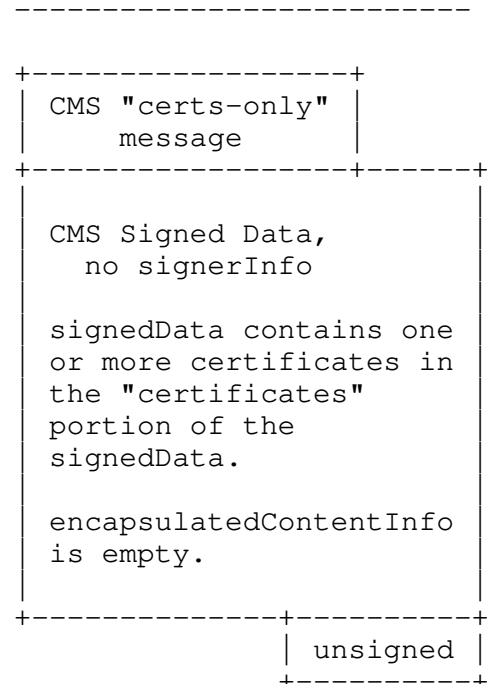 CMS "certs-only"
message
CMS Signed Data,
no signerInfo
signedData contains one
or more certificates in
the "certificates"
portion of the
signedData.
encapsulatedContentInfo
is empty.
unsigned